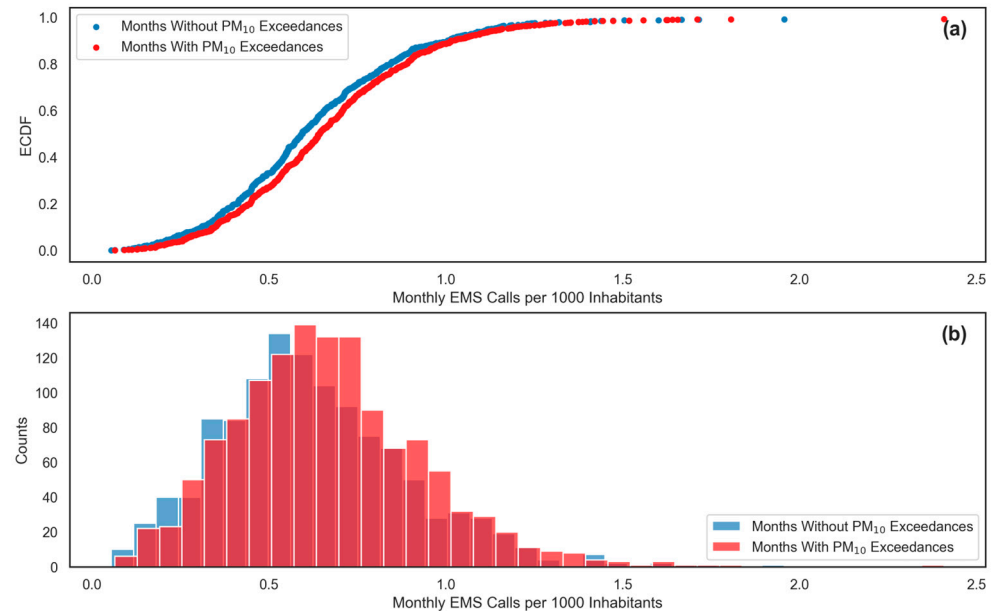 1.0
0.8
0.6
0.4
0.2
0.0
ECDF
Months Without PM₁₀ Exceedances
Months With PM₁₀ Exceedances
(a)
0.0 0.5 1.0 1.5 2.0 2.5
Monthly EMS Calls per 1000 Inhabitants
140
120
100
80
60
40
20
0
Counts
(b)
Months Without PM₁₀ Exceedances
Months With PM₁₀ Exceedances
0.0 0.5 1.0 1.5 2.0 2.5
Monthly EMS Calls per 1000 Inhabitants